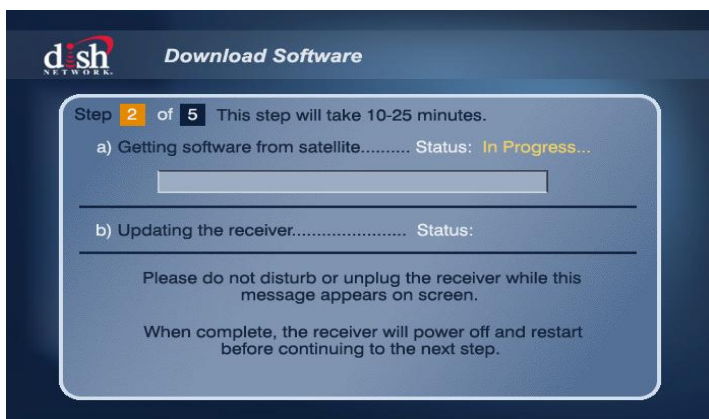 dish
NETWORK.
Download Software
Step 2 of 5 This step will take 10-25 minutes.
a) Getting software from satellite.......... Status: In Progress...
b) Updating the receiver....................... Status:
Please do not disturb or unplug the receiver while this
message appears on screen.
When complete, the receiver will power off and restart
before continuing to the next step.